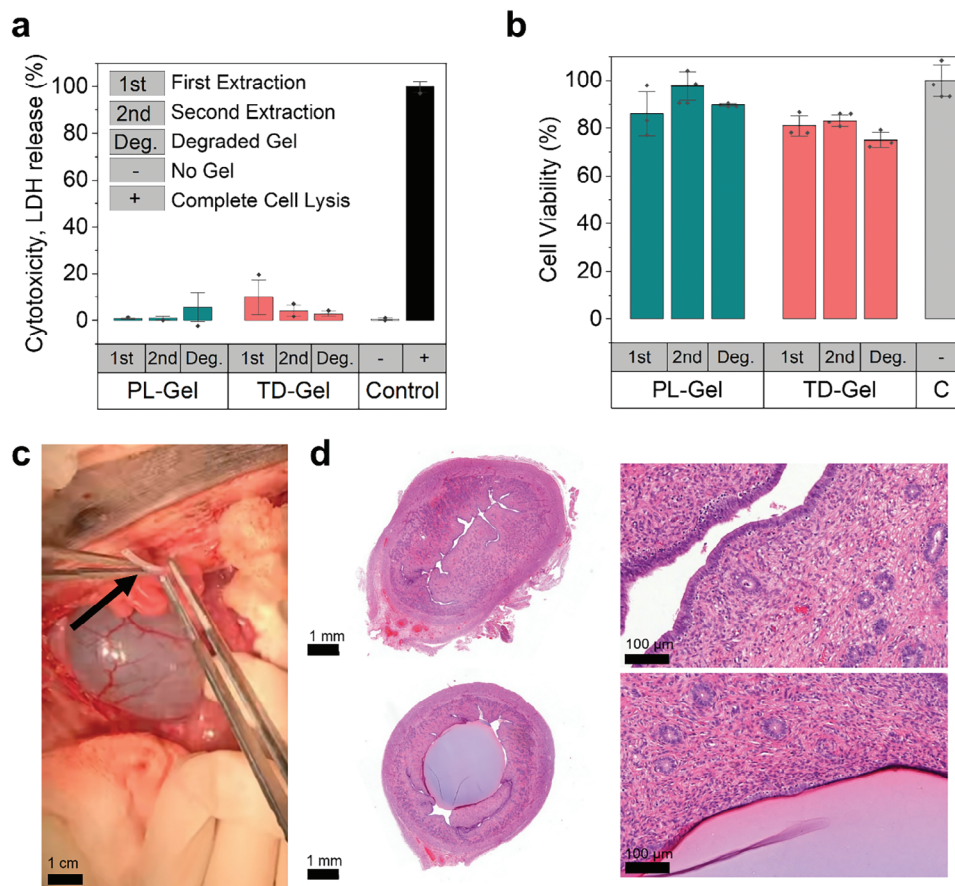 a
Cytotoxicity, LDH release (%)
100
80
60
40
20
0
1st First Extraction
2nd Second Extraction
Deg. Degraded Gel
- No Gel
+ Complete Cell Lysis
1st 2nd Deg. 1st 2nd Deg. - +
PL-Gel TD-Gel Control
b
Cell Viability (%)
100
80
60
40
20
0
1st 2nd Deg. 1st 2nd Deg. -
PL-Gel TD-Gel C
c
1 cm
d
1 mm
100 µm
1 mm
100 µm